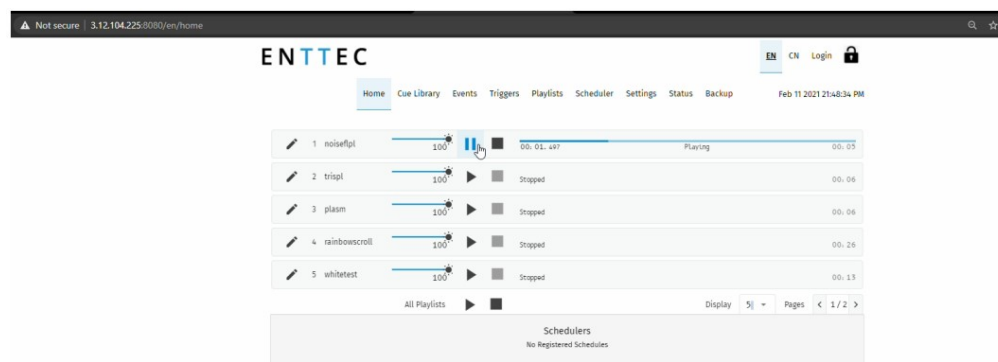 Not secure | 3.12.104.225:8080/en/home
ENTTEC
EN CN Login
Home Cue Library Events Triggers Playlists Scheduler Settings Status Backup Feb 11 2021 21:48:34 PM
1 noiseflpl 100 00:01.497 Playing 00:05
2 trispl 100 Stopped 00:06
3 plasm 100 Stopped 00:06
4 rainbowscroll 100 Stopped 00:26
5 whitetest 100 Stopped 00:13
All Playlists Display 5 Pages < 1/2 >
Schedulers
No Registered Schedules